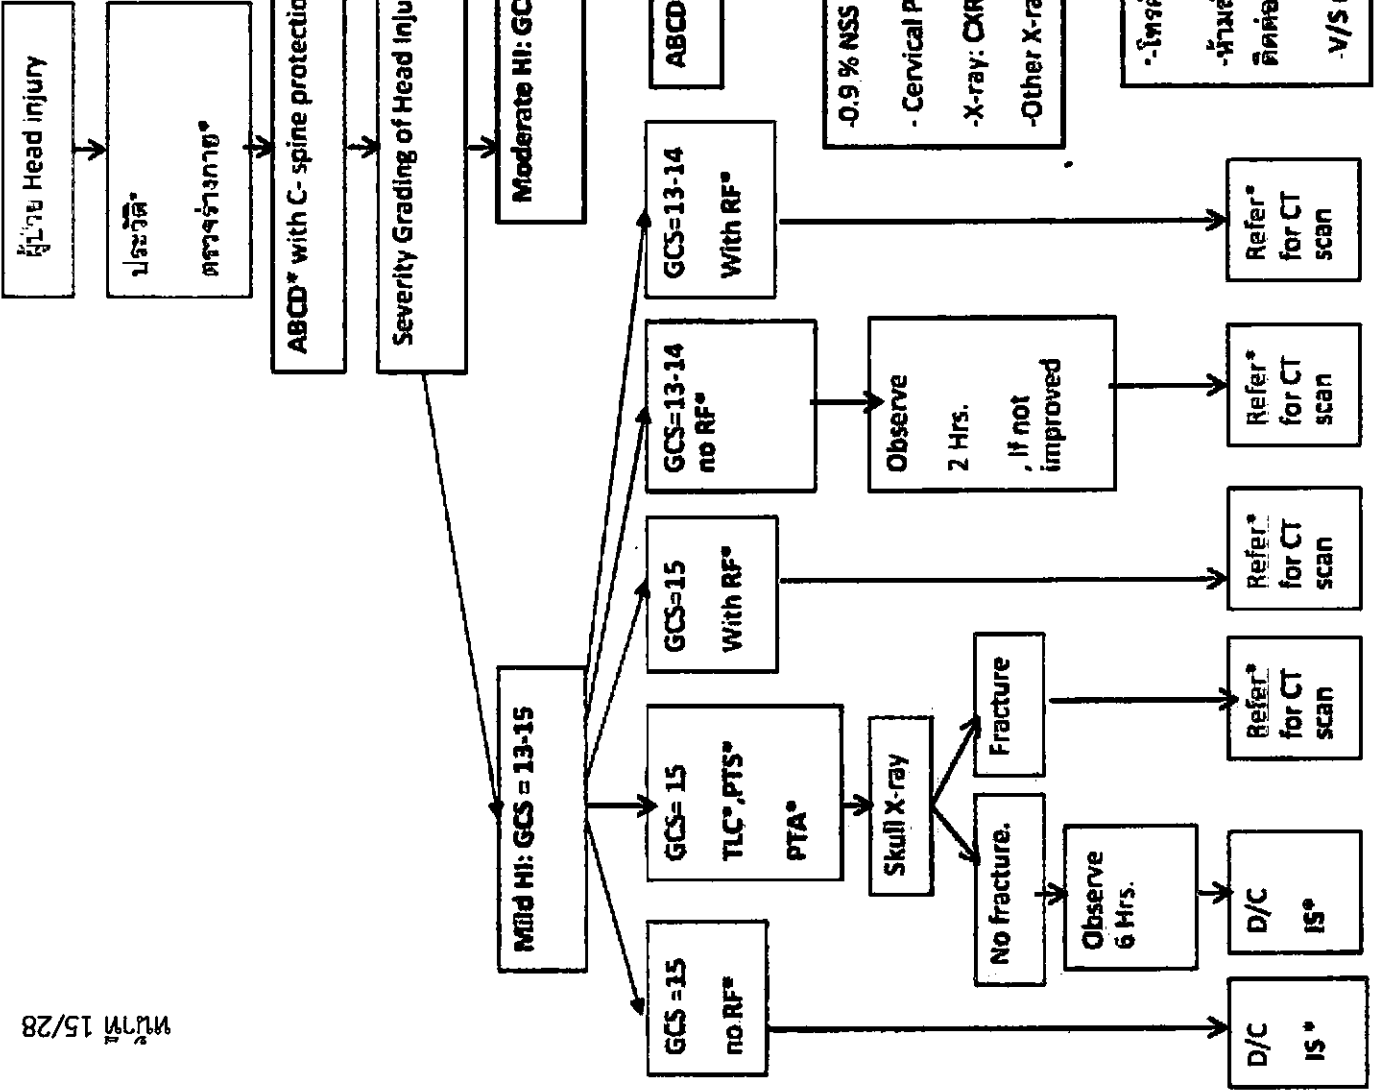 หน้าที่ 15/28
ผู้ป่วย Head injury
ประวัติ*
ตรวจร่างกาย*
ABCD* with C- spine protectio
Severity Grading of Head Inju
Mild HI: GCS = 13-15
Moderate HI: GC
GCS =15
no RF*
GCS= 15
TLC*,PTS*
PTA*
GCS=15
With RF*
GCS=13-14
no RF*
GCS=13-14
With RF*
ABCD
Skull X-ray
No fracture.
Fracture
Observe
6 Hrs.
Observe
2 Hrs.
, If not
improved
-0.9 % NSS
- Cervical P
-X-ray: CXR
-Other X-ra
D/C
IS *
D/C
IS*
Refer*
for CT
scan
Refer*
for CT
scan
Refer*
for CT
scan
Refer*
for CT
scan
-V/S